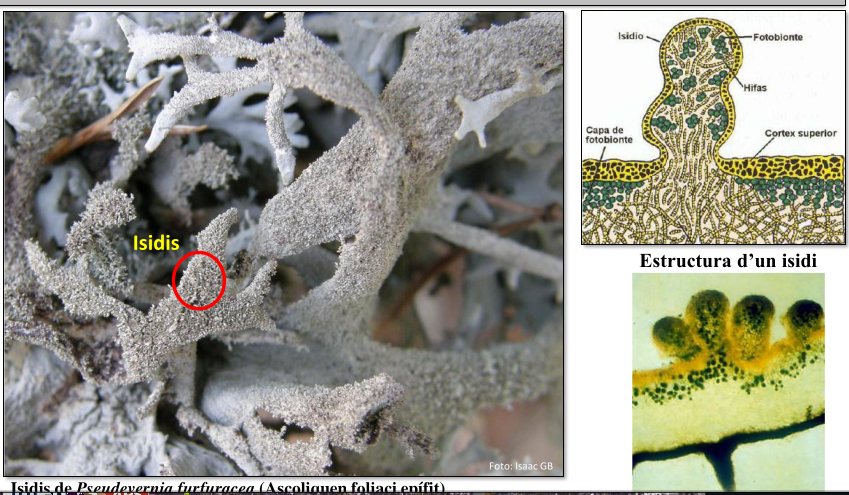 Isidis
Foto: Isaac GB
Isidis de Pseudevernia furfuracea (Ascoliquen foliaci epífit)
Isidio
Fotobionte
Hifas
Capa de
fotobionte
Cortex superior
Estructura d'un isidi